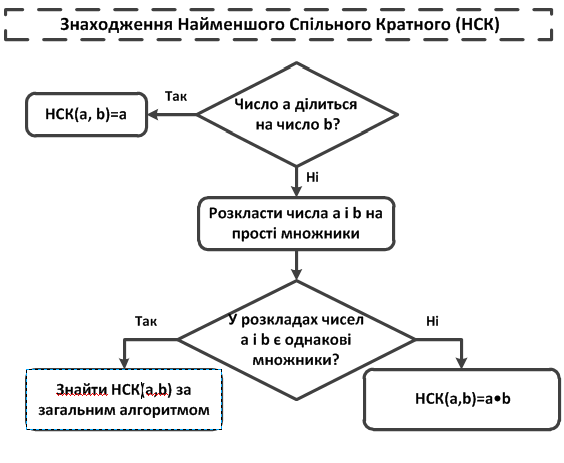 Знаходження Найменшого Спільного Кратного (НСК)
Число a ділиться
на число b?
Так
НСК(a, b)=a
Ні
Розкласти числа a і b на
прості множники
У розкладах чисел
a і b є однакові
множники?
Так
Ні
Знайти НСК(a,b) за
загальним алгоритмом
НСК(a,b)=a•b